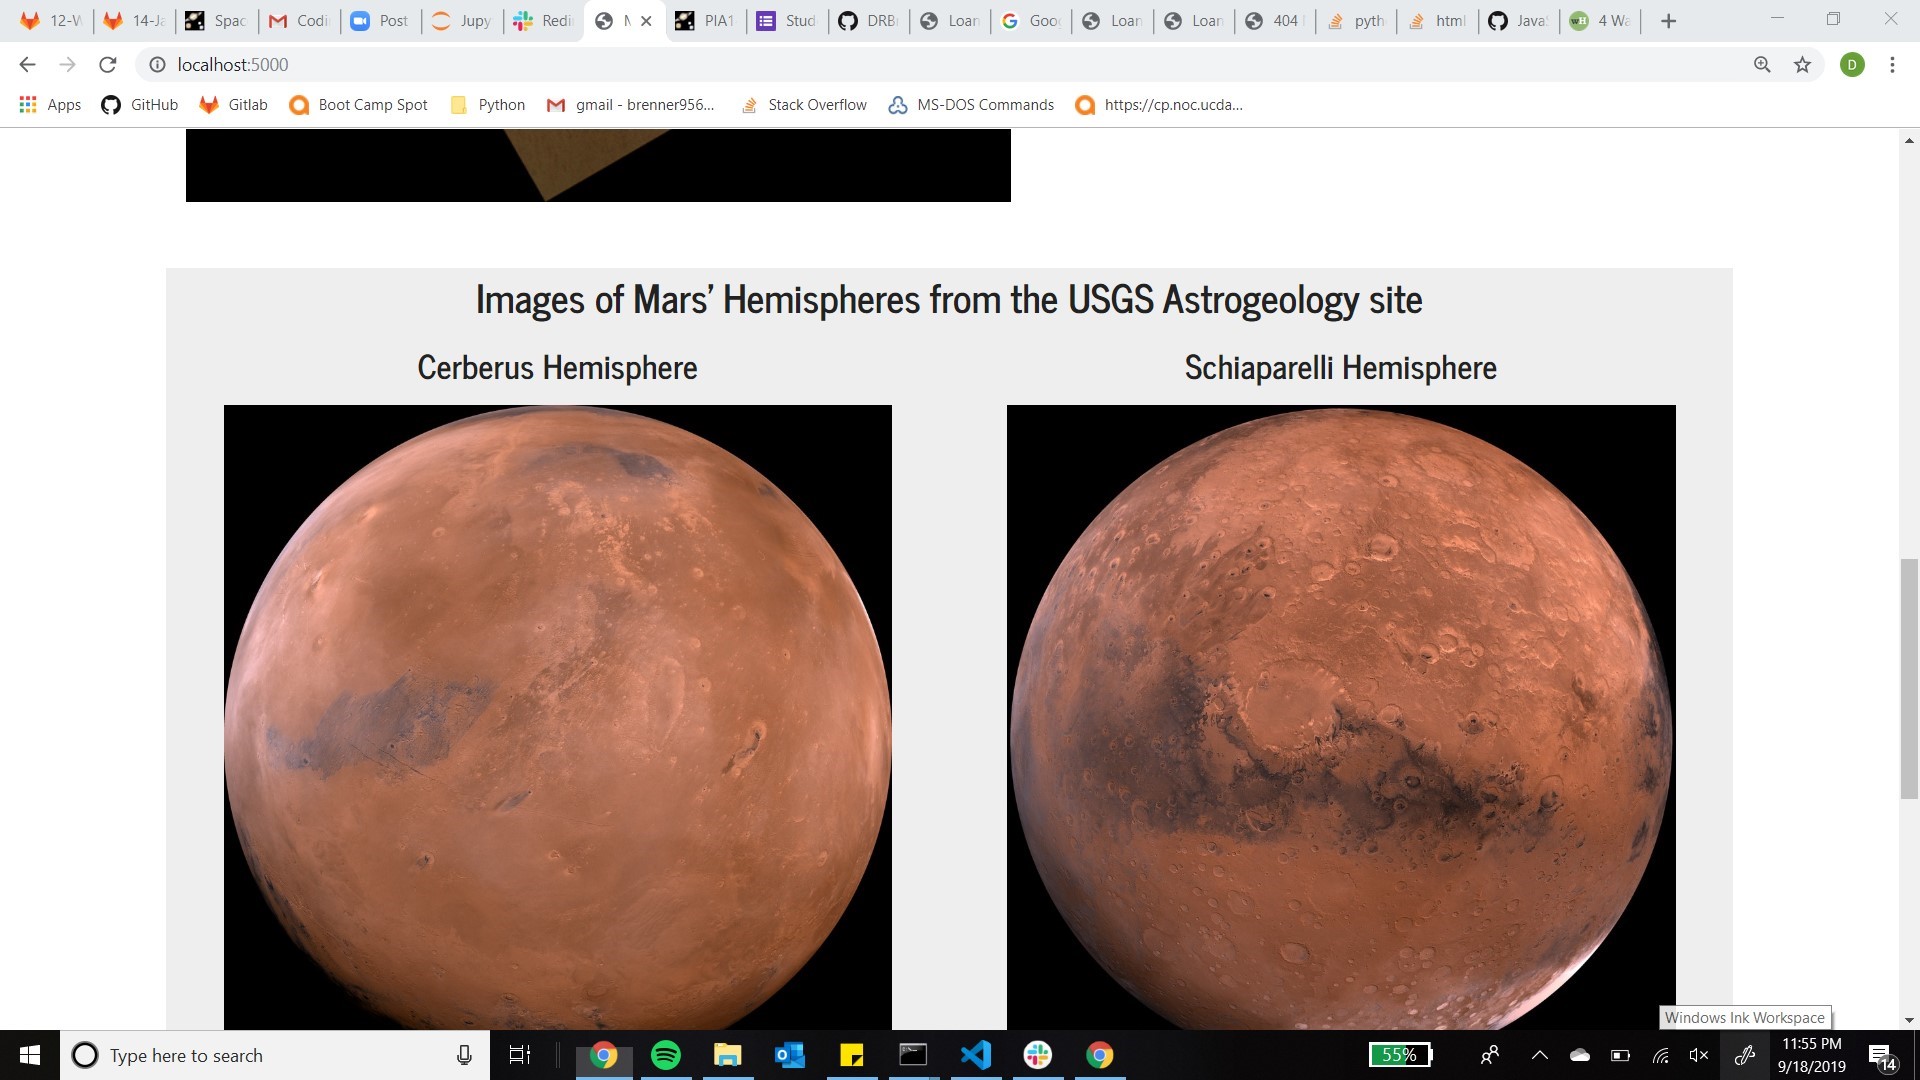 12-W
14-Ja
Spac
Codi
Post
Jupy
Redi
PIA1
Stud
DRB
Loan
Goo
Loan
Loan
404
pyth
html
Java
4 Wa
localhost:5000
D
Apps
GitHub
Gitlab
Boot Camp Spot
Python
gmail - brenner956...
Stack Overflow
MS-DOS Commands
https://cp.noc.ucda...
Images of Mars’ Hemispheres from the USGS Astrogeology site
Cerberus Hemisphere
Schiaparelli Hemisphere
Windows Ink Workspace
Type here to search
55%
11:55 PM
9/18/2019
14